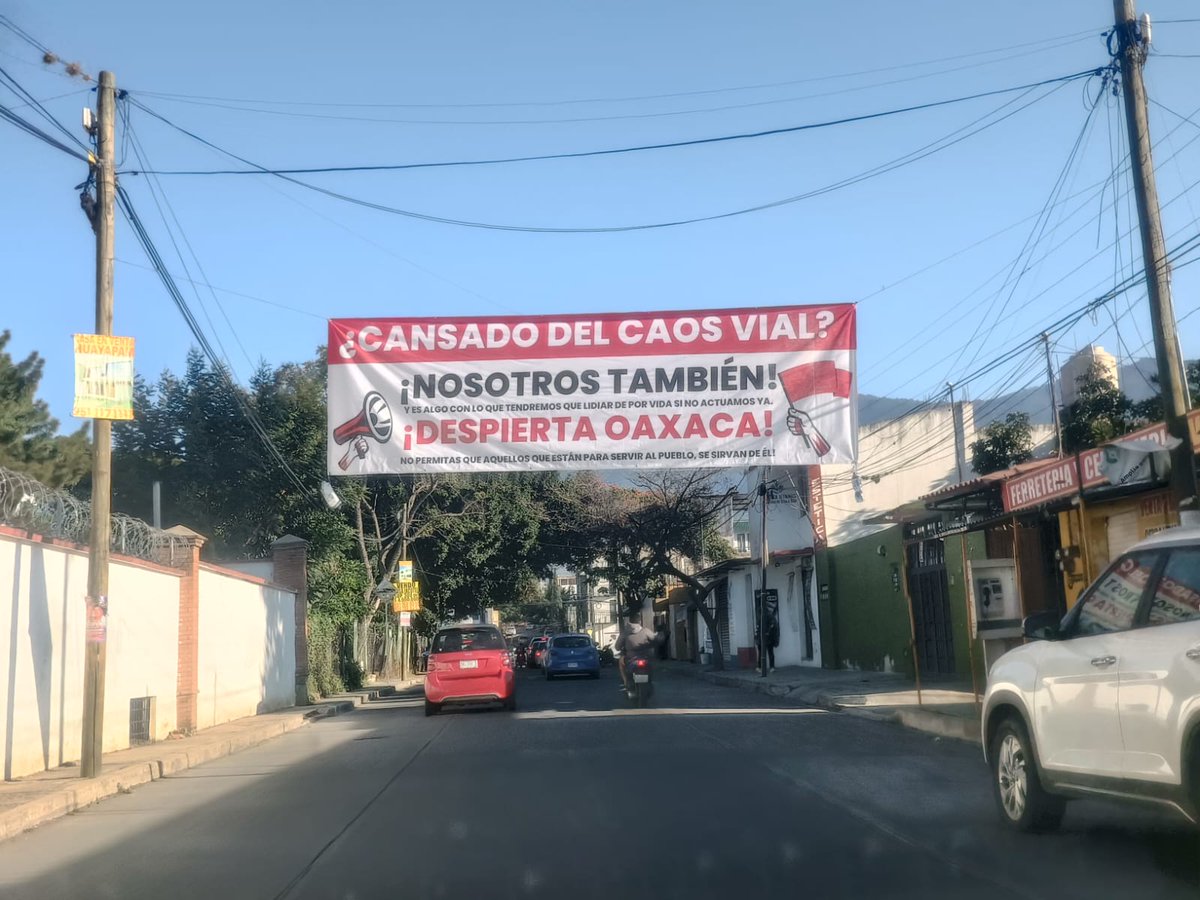 ¿CANSADO DEL CAOS VIAL?
¡NOSOTROS TAMBIÉN!
Y ES ALGO CON LO QUE TENDREMOS QUE LIDIAR DE POR VIDA SI NO ACTUAMOS YA.
¡DESPIERTA OAXACA!
NO PERMITAS QUE AQUELLOS QUE ESTÁN PARA SERVIR AL PUEBLO, SE SIRVAN DE ÉL!
HUAYAPAM
FERRETERIA